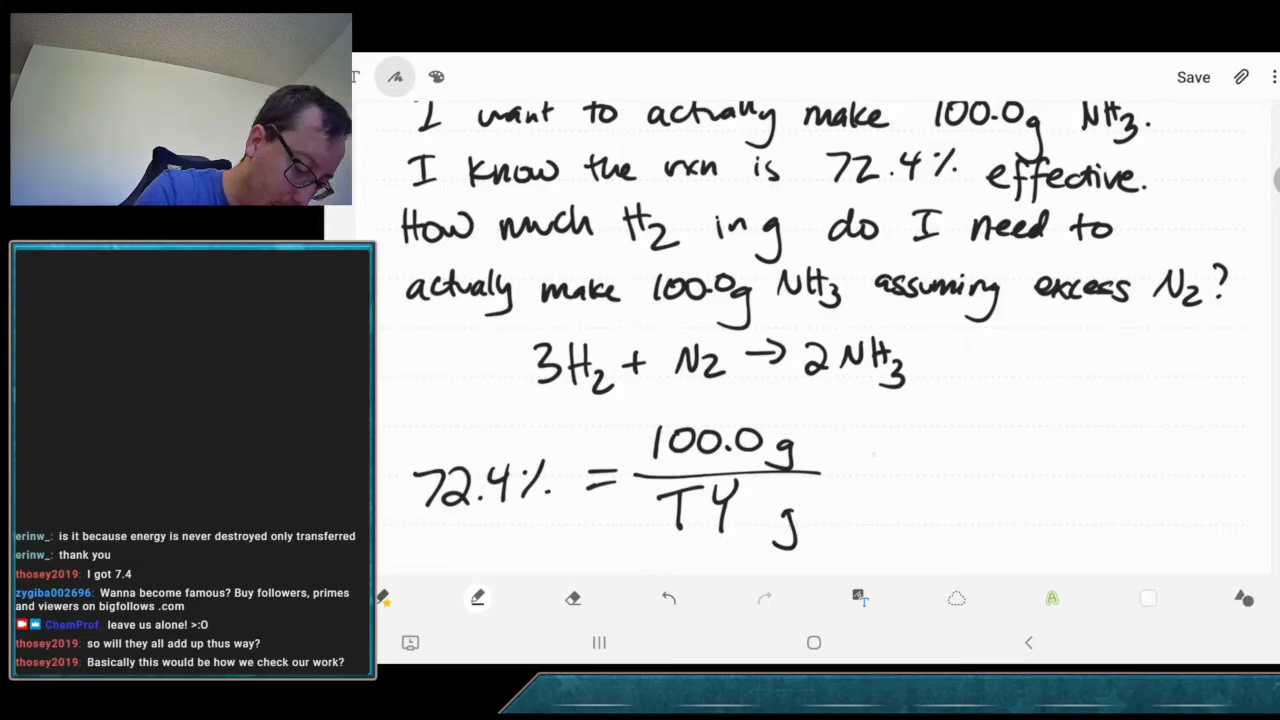 Save
I want to actually make 100.0g NH3.
I know the rxn is 72.4% effective.
How much H2 in g do I need to
actualy make 100.0g NH3 assuming excess N2?
3H2 + N2 → 2NH3
72.4% = 100.0 g
TY g
erinw_: is it because energy is never destroyed only transferred
erinw_: thank you
thosey2019: I got 7.4
zygiba002696: Wanna become famous? Buy followers, primes
and viewers on bigfollows .com
ChemProf: leave us alone! >:O
thosey2019: so will they all add up thus way?
thosey2019: Basically this would be how we check our work?